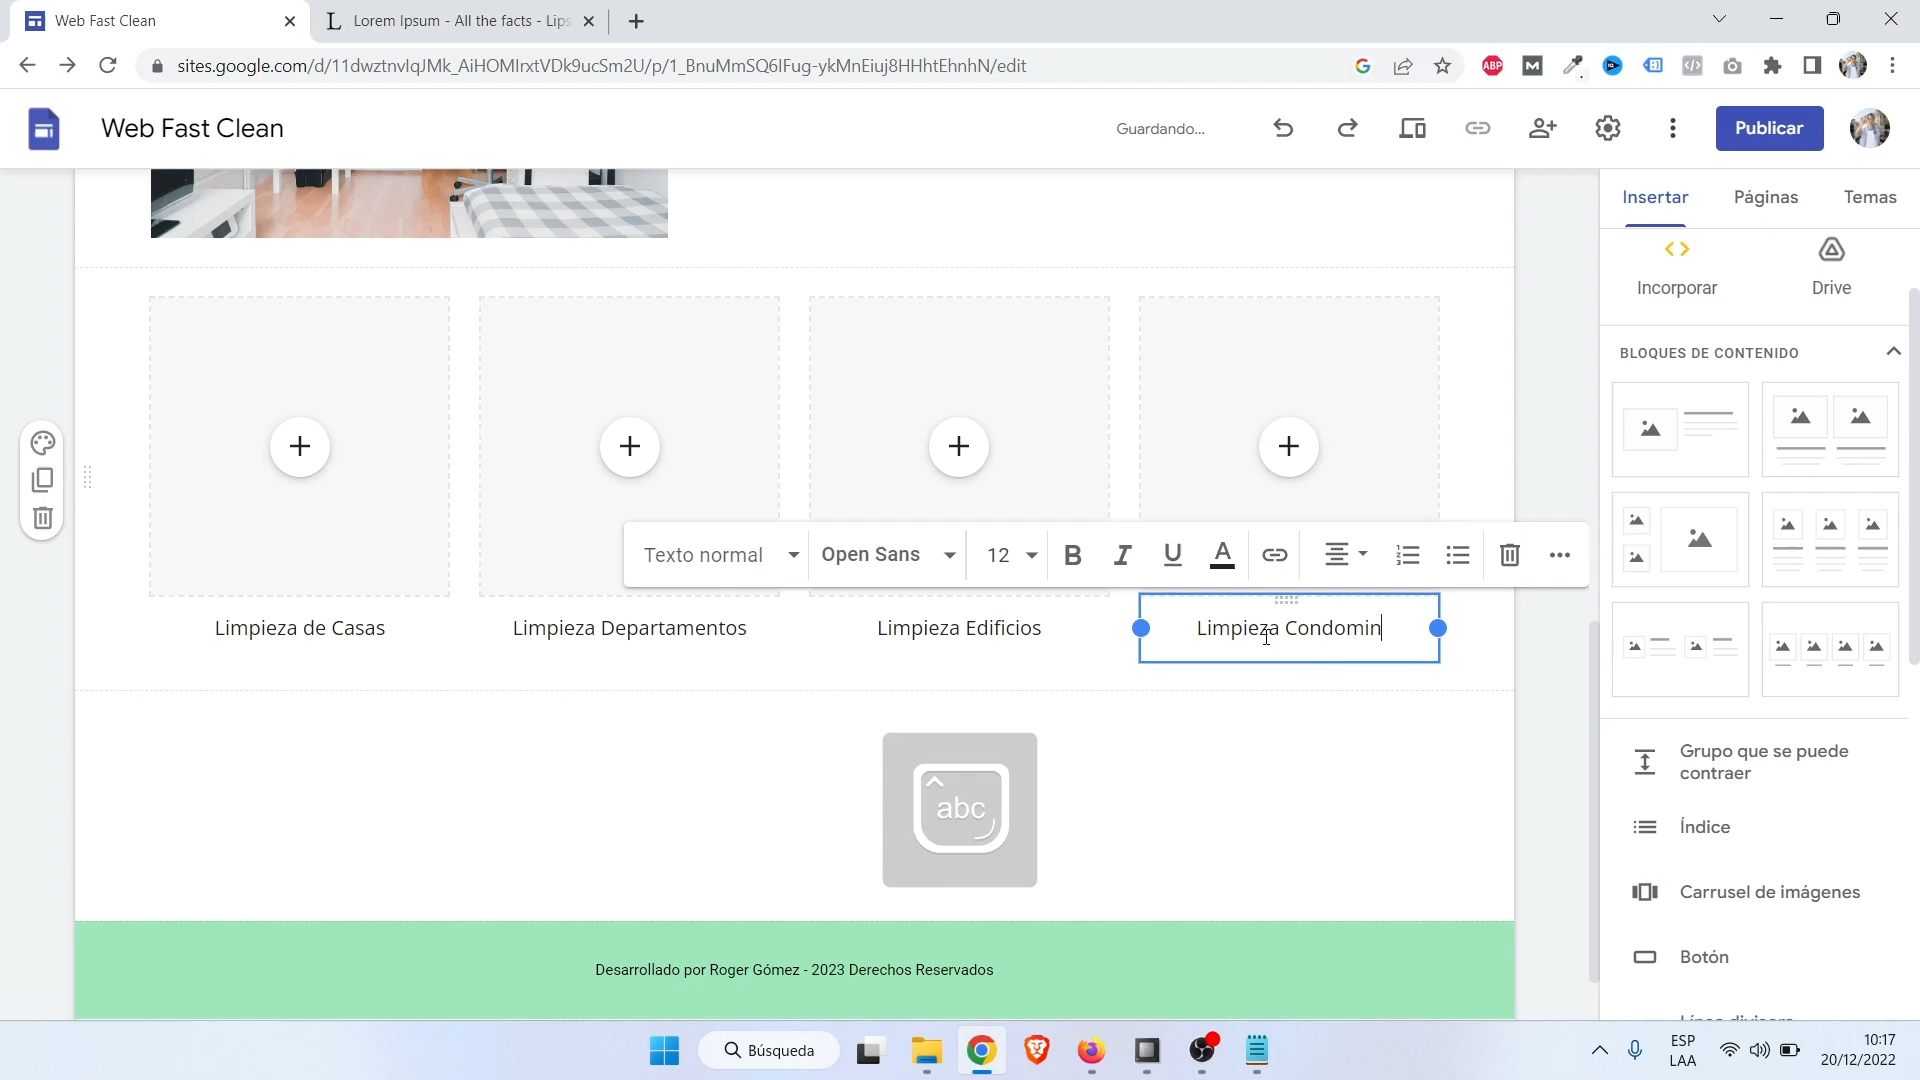 Web Fast Clean
Lorem Ipsum - All the facts - Lips
sites.google.com/d/11dwztnvIqJMk_AiHOMIrxtVDk9ucSm2U/p/1_BnuMmSQ6IFug-ykMnEiuj8HHhtEhnhN/edit
ABP
Web Fast Clean
Guardando...
Publicar
Insertar
Páginas
Temas
Incorporar
Drive
BLOQUES DE CONTENIDO
Texto normal
Open Sans
12
Limpieza de Casas
Limpieza Departamentos
Limpieza Edificios
Limpieza Condomin
abc
Grupo que se puede
contraer
Índice
Carrusel de imágenes
Botón
Desarrollado por Roger Gómez - 2023 Derechos Reservados
Búsqueda
ESP
LAA
10:17
20/12/2022